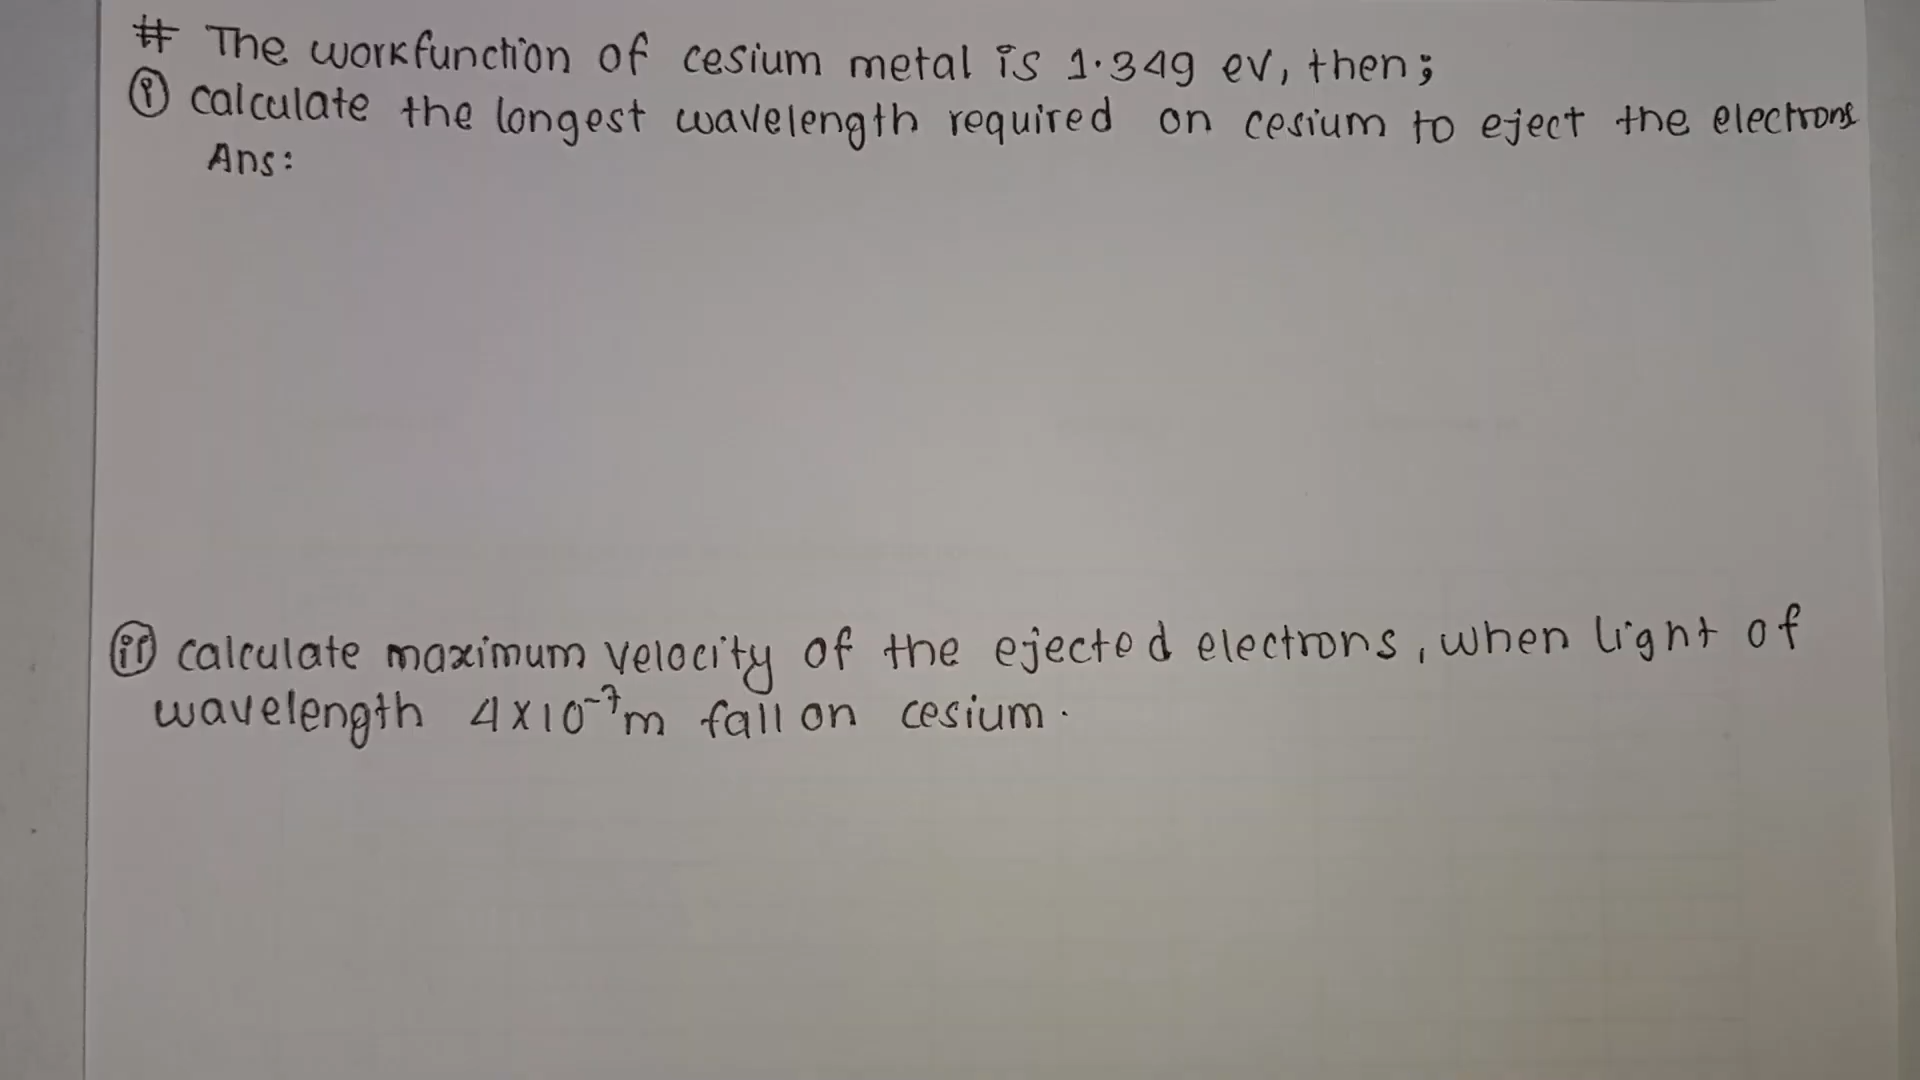 # The workfunction of cesium metal is 1.349 ev, then;
(i) calculate the longest wavelength required on cesium to eject the electrons
Ans:
(ii) calculate maximum velocity of the ejected electrons, when light of
wavelength 4x10⁻⁷m fall on cesium.